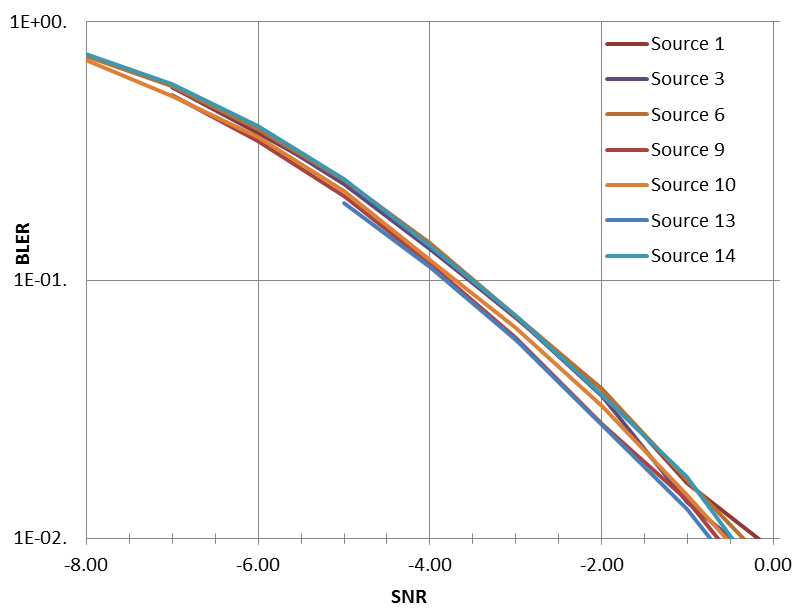 1E+00.
Source 1
Source 3
Source 6
Source 9
Source 10
Source 13
Source 14
BLER
1E-01.
1E-02.
-8.00 -6.00 -4.00 -2.00 0.00
SNR